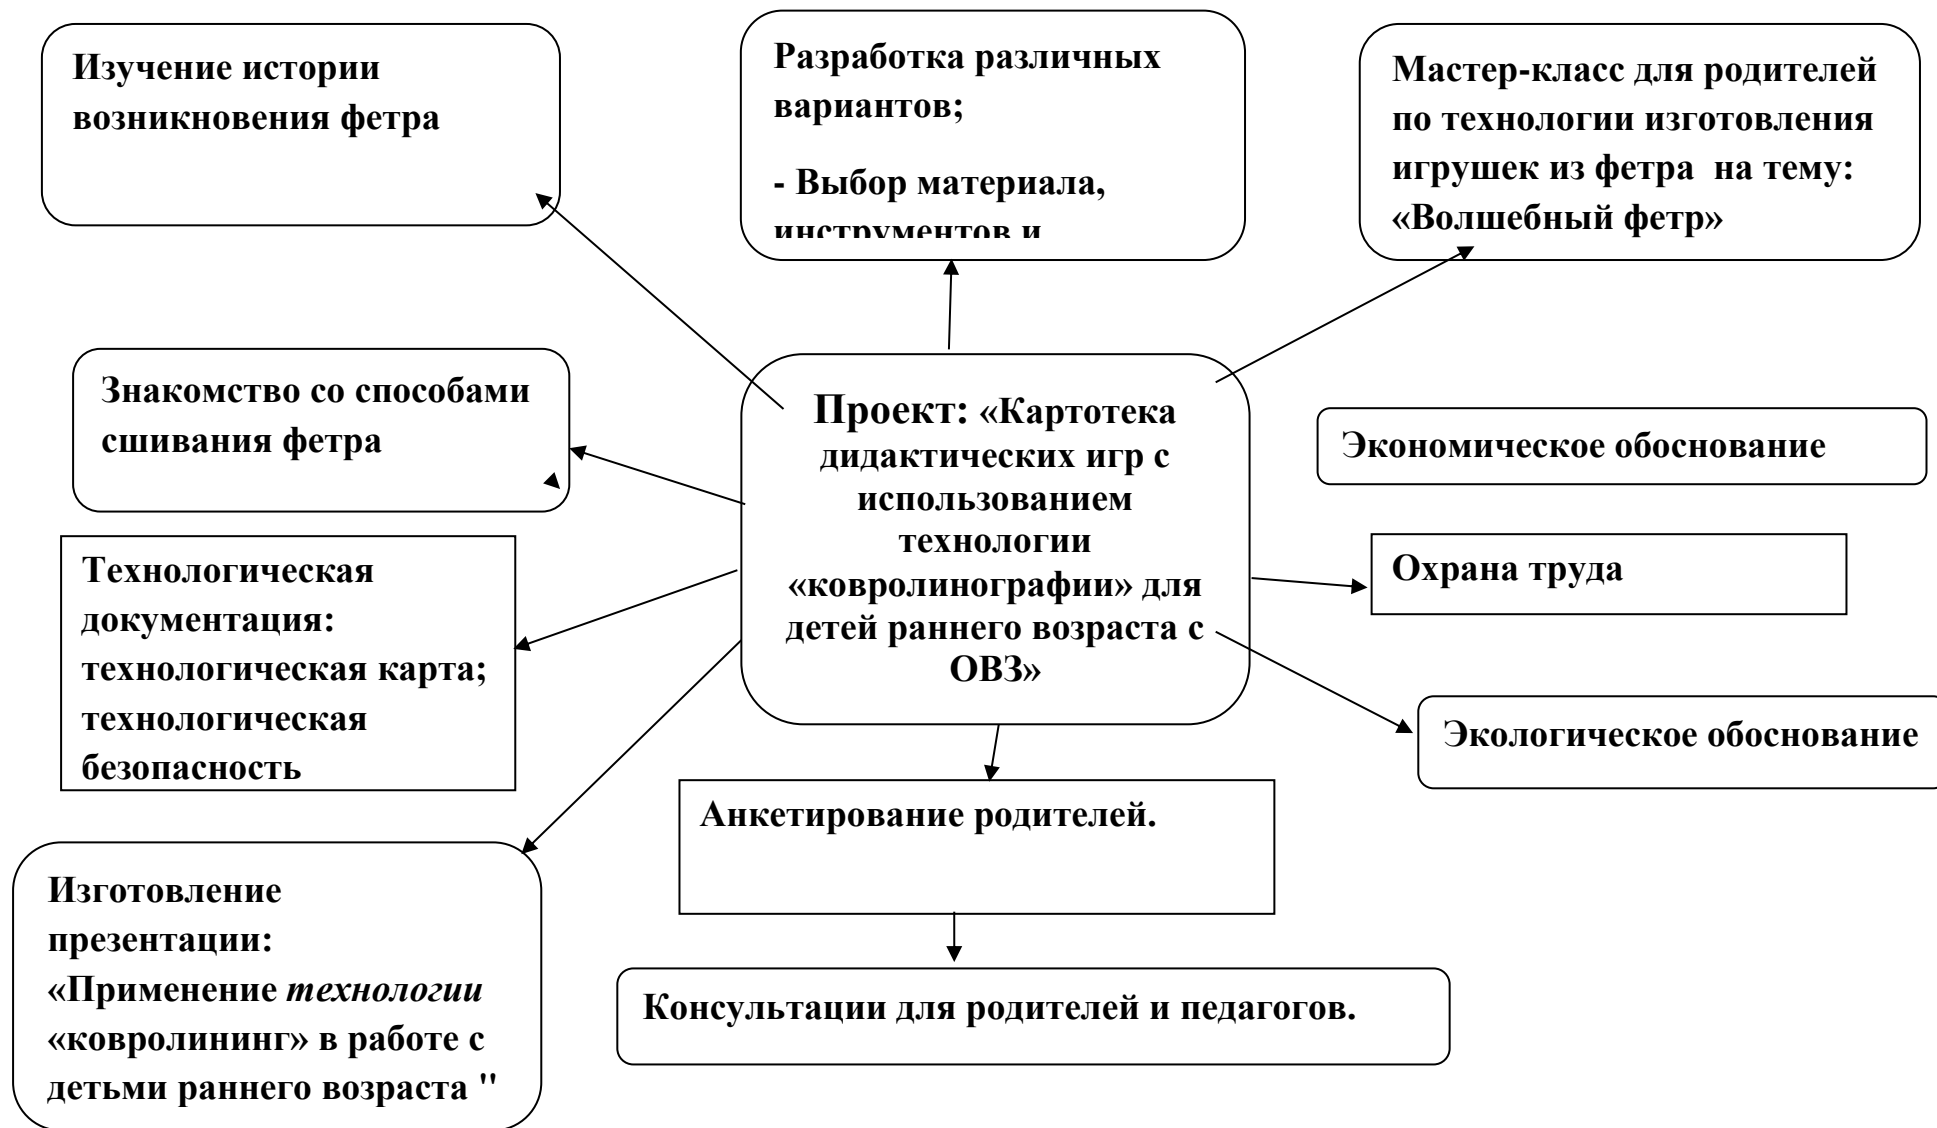 Изучение истории
возникновения фетра
Разработка различных
вариантов;
- Выбор материала,
инструментов и
Мастер-класс для родителей
по технологии изготовления
игрушек из фетра  на тему:
«Волшебный фетр»
Знакомство со способами
сшивания фетра
Проект: «Картотека
дидактических игр с
использованием
технологии
«ковролинографии» для
детей раннего возраста с
ОВЗ»
Экономическое обоснование
Технологическая
документация:
технологическая карта;
технологическая
безопасность
Охрана труда
Экологическое обоснование
Анкетирование родителей.
Изготовление
презентации:
«Применение технологии
«ковролининг» в работе с
детьми раннего возраста "
Консультации для родителей и педагогов.